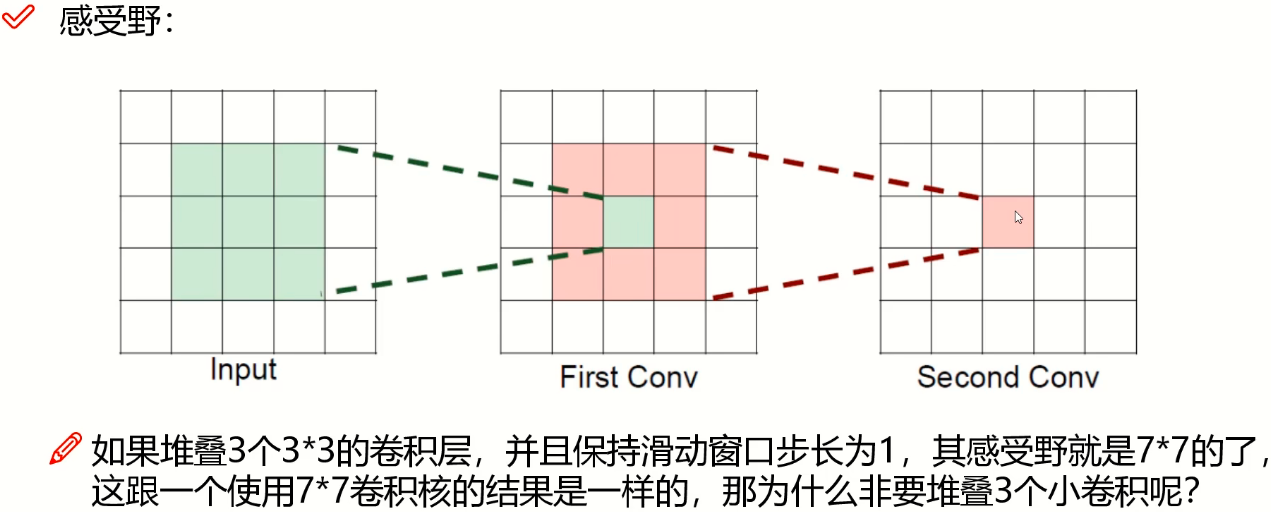 感受野：
Input
First Conv
Second Conv
如果堆叠3个3*3的卷积层，并且保持滑动窗口步长为1，其感受野就是7*7的了，
这跟一个使用7*7卷积核的结果是一样的，那为什么非要堆叠3个小卷积呢？